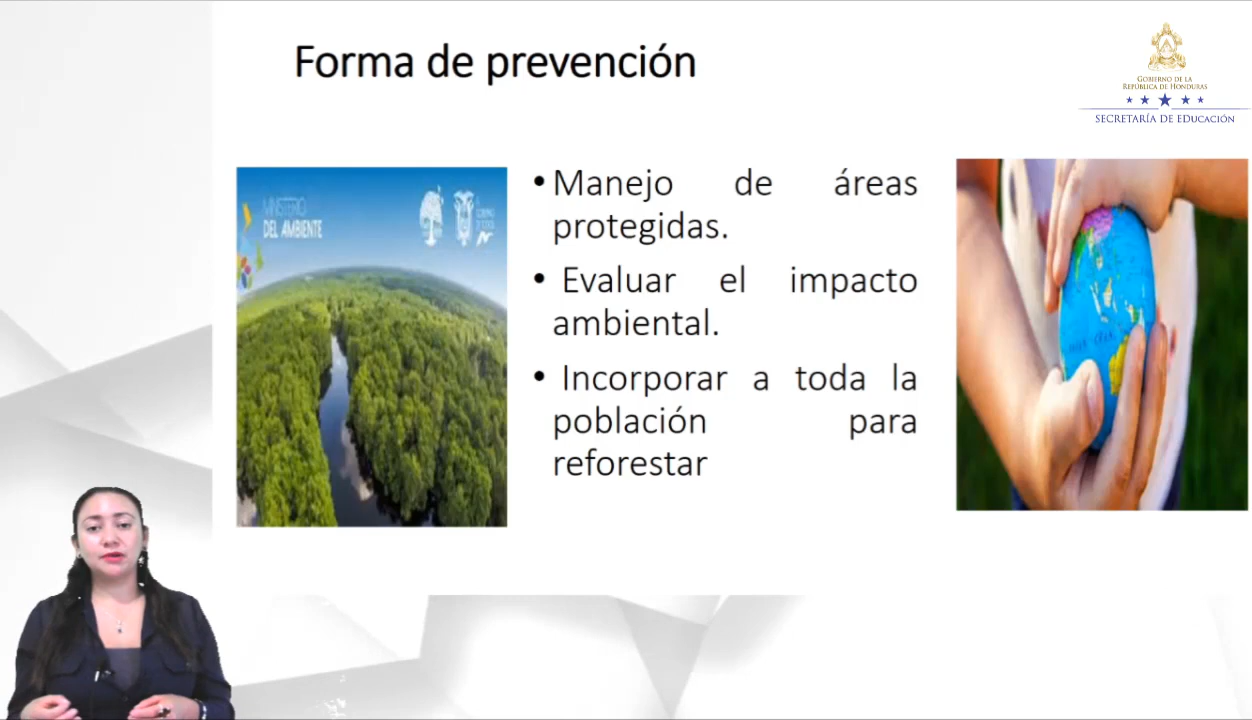 Forma de prevención
GOBIERNO DE LA
REPÚBLICA DE HONDURAS
SECRETARÍA DE EDUCACIÓN
MINISTERIO
DEL AMBIENTE
•Manejo de áreas
protegidas.
• Evaluar el impacto
ambiental.
• Incorporar a toda la
población para
reforestar